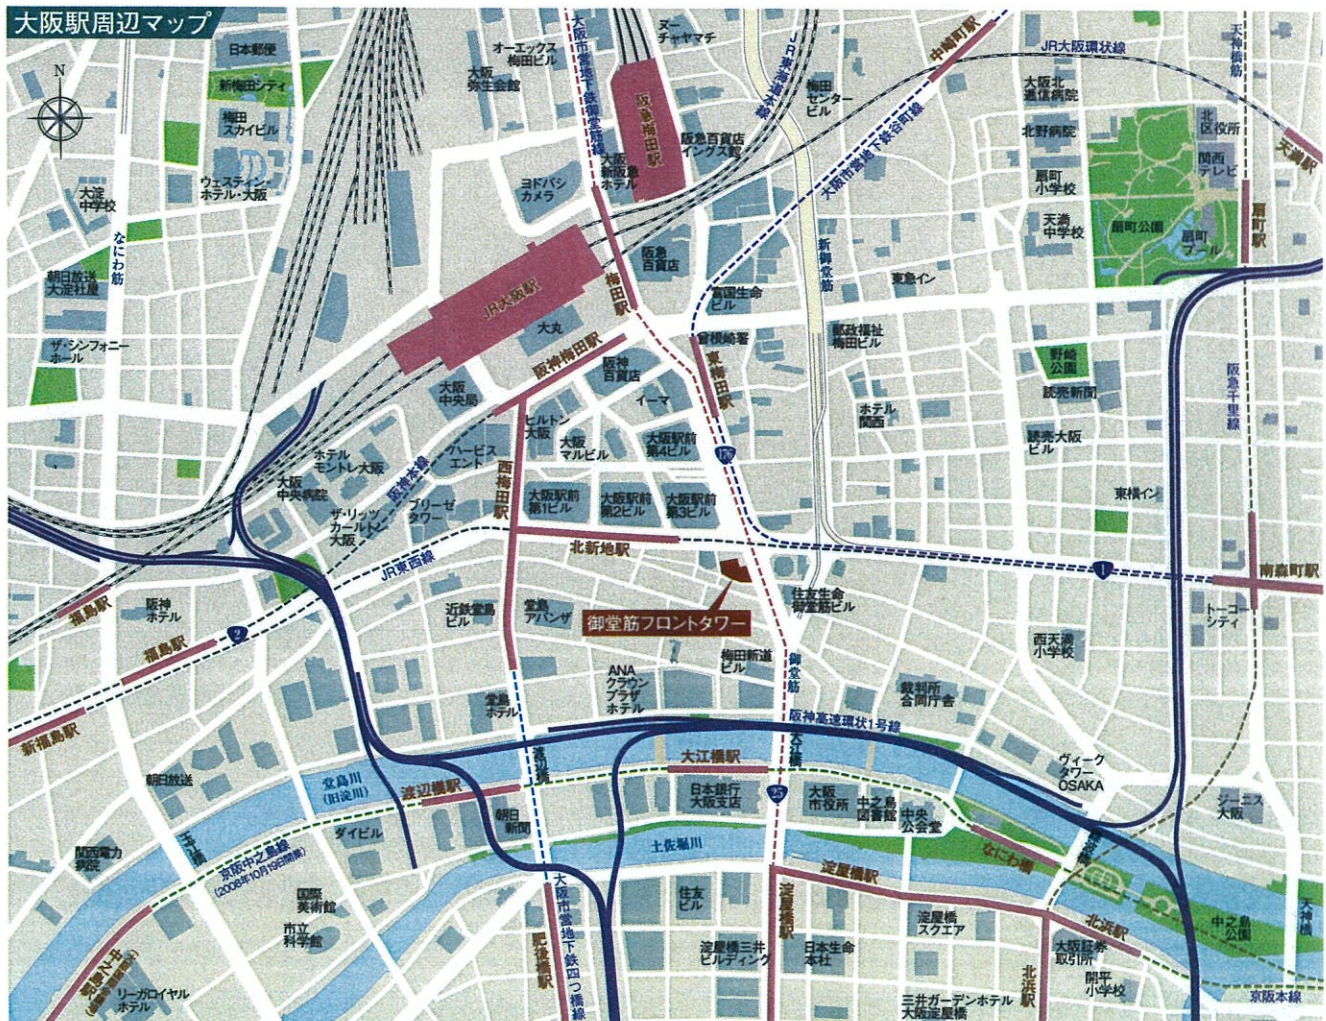 大阪駅周辺マップ
N
日本郵便
新梅田シティ
梅田
スカイビル
ウェスティン・
ホテル・大阪
大淀
中学校
なにわ筋
朝日放送
大淀社屋
ザ・シンフォニー
ホール
オーエックス
梅田ビル
大阪
弥生会館
大阪市営地下鉄御堂筋線
ヌー
チャヤマチ
阪急梅田駅
阪急百貨店
イングス館
大阪
新阪急
ホテル
ヨドバシ
カメラ
JR東海道本線
梅田
センター
ビル
中崎町駅
大阪市営地下鉄谷町線
JR大阪環状線
天神橋筋
大阪北
逓信病院
北野病院
扇町
小学校
天満
中学校
北
区役所
関西
テレビ
扇町公園
扇町
プール
扇町駅
天満駅
JR大阪駅
大丸
梅田駅
阪急
百貨店
富国生命
ビル
新御堂筋
東急イン
曾根崎署
郵政福祉
梅田ビル
東梅田駅
阪神梅田駅
阪神
百貨店
イーマ
大阪
中央局
ヒルトン
大阪
大阪
マルビル
大阪駅前
第4ビル
ハービス
エント
西梅田駅
大阪駅前
第1ビル
大阪駅前
第2ビル
大阪駅前
第3ビル
176
ホテル
関西
野崎
公園
読売新聞
読売大阪
ビル
阪急千里線
東横イン
ホテル
モントレ大阪
大阪
中央病院
阪神本線
ザ・リッツ
カールトン
大阪
ブリーゼ
タワー
JR東西線
北新地駅
1
南森町駅
福島駅
阪神
ホテル
福島駅
2
新福島駅
近鉄堂島
ビル
堂島
アバンザ
御堂筋フロントタワー
住友生命
御堂筋ビル
トーコー
シティ
西天満
小学校
梅田新道
ビル
御堂筋
ANA
クラウン
プラザ
ホテル
堂島
ホテル
裁判所
合同庁舎
阪神高速環状1号線
朝日放送
堂島川
(旧淀川)
渡辺橋
渡辺橋駅
大江橋駅
大江橋
ヴィーク
タワー
OSAKA
ジーニス
大阪
日本銀行
大阪支店
25
大阪
市役所
中之島
図書館
中央
公会堂
朝日
新聞
ダイビル
関西電力
病院
京阪中之島線
(2008年10月19日開業)
土佐堀川
なにわ橋
淀屋橋駅
淀屋橋駅
国際
美術館
市立
科学館
大阪市営地下鉄四つ橋線
肥後橋駅
住友
ビル
淀屋橋三井
ビルディング
日本生命
本社
淀屋橋
スクエア
北浜駅
北浜駅
大阪証券
取引所
開平
小学校
中之島
公園
天神橋
リーガロイヤル
ホテル
三井ガーデンホテル
大阪淀屋橋
京阪本線